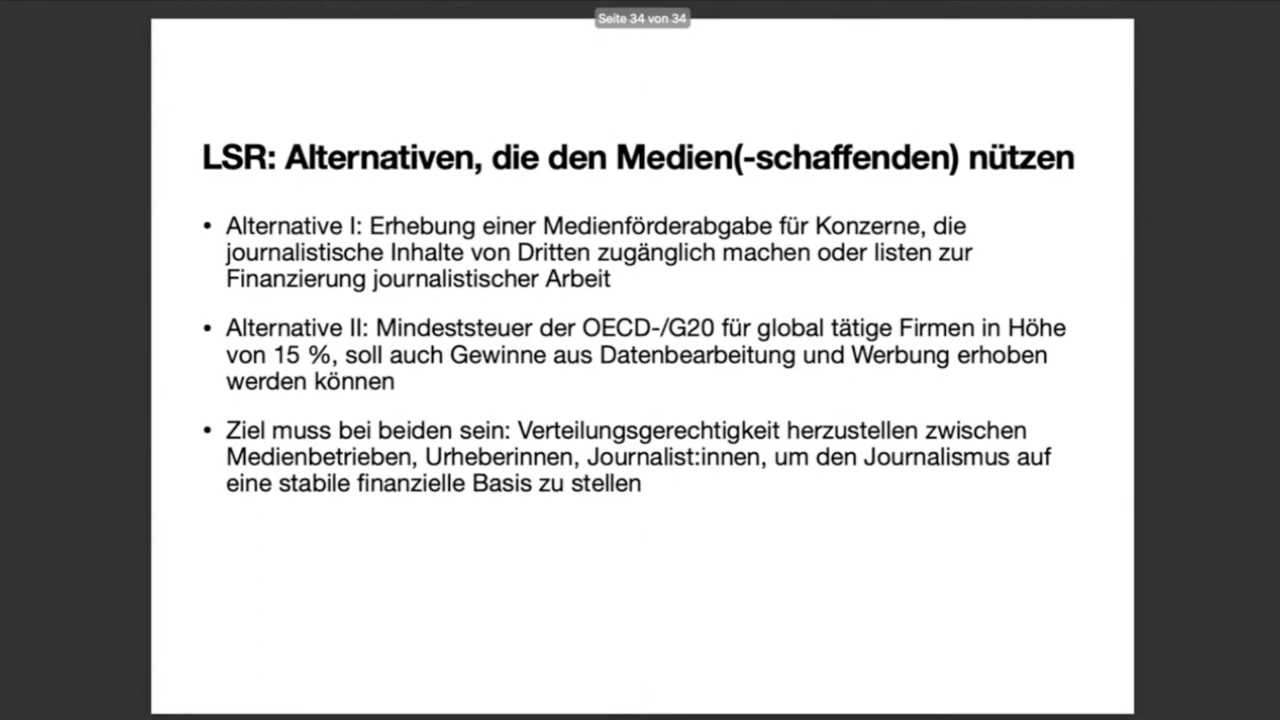 Seite 34 von 34
LSR: Alternativen, die den Medien(-schaffenden) nützen
• Alternative I: Erhebung einer Medienförderabgabe für Konzerne, die
journalistische Inhalte von Dritten zugänglich machen oder listen zur
Finanzierung journalistischer Arbeit
• Alternative II: Mindeststeuer der OECD-/G20 für global tätige Firmen in Höhe
von 15 %, soll auch Gewinne aus Datenbearbeitung und Werbung erhoben
werden können
• Ziel muss bei beiden sein: Verteilungsgerechtigkeit herzustellen zwischen
Medienbetrieben, Urheberinnen, Journalist:innen, um den Journalismus auf
eine stabile finanzielle Basis zu stellen